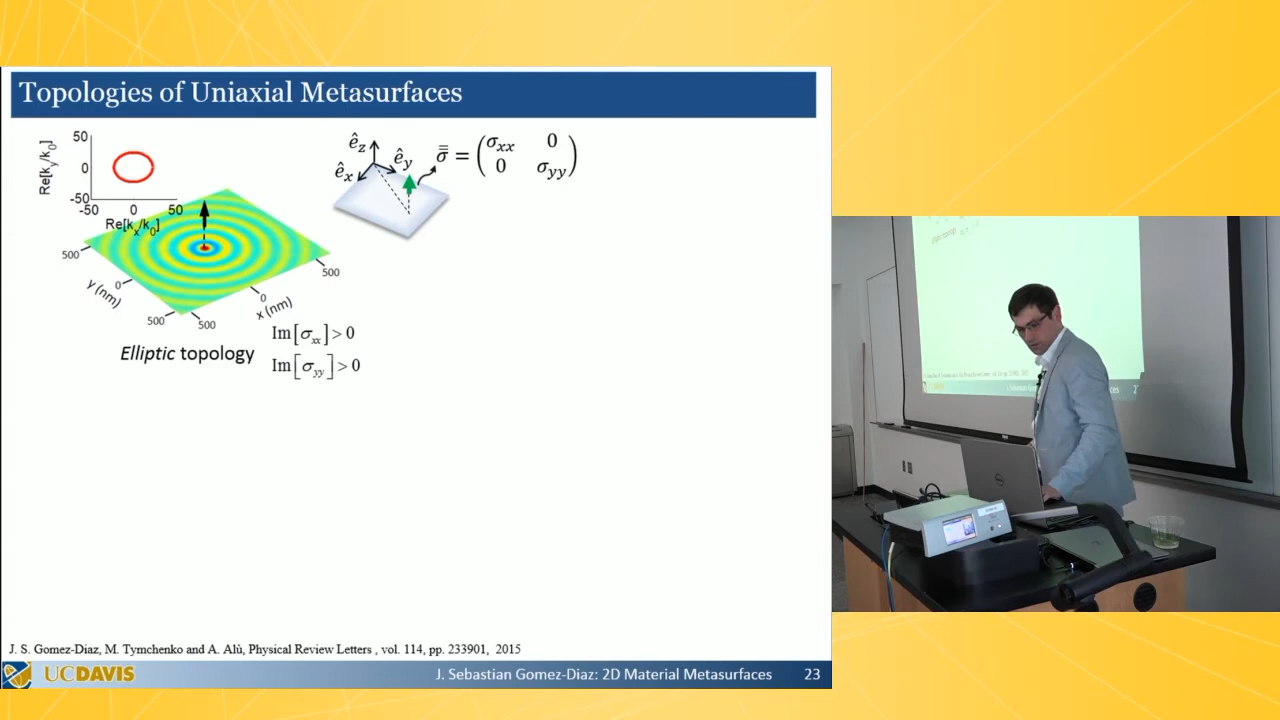 Topologies of Uniaxial Metasurfaces
50
0
-50
Re[ky/k0]
-50 0 50
Re[kx/k0]
êz
êy
êx
σ̿ = (σxx 0
0 σyy)
500
0
500
y (nm)
500
0
500
x (nm)
Elliptic topology
Im[σxx] > 0
Im[σyy] > 0
J. S. Gomez-Diaz, M. Tymchenko and A. Alù, Physical Review Letters , vol. 114, pp. 233901, 2015
UCDAVIS
J. Sebastian Gomez-Diaz: 2D Material Metasurfaces 23
Elliptic topology